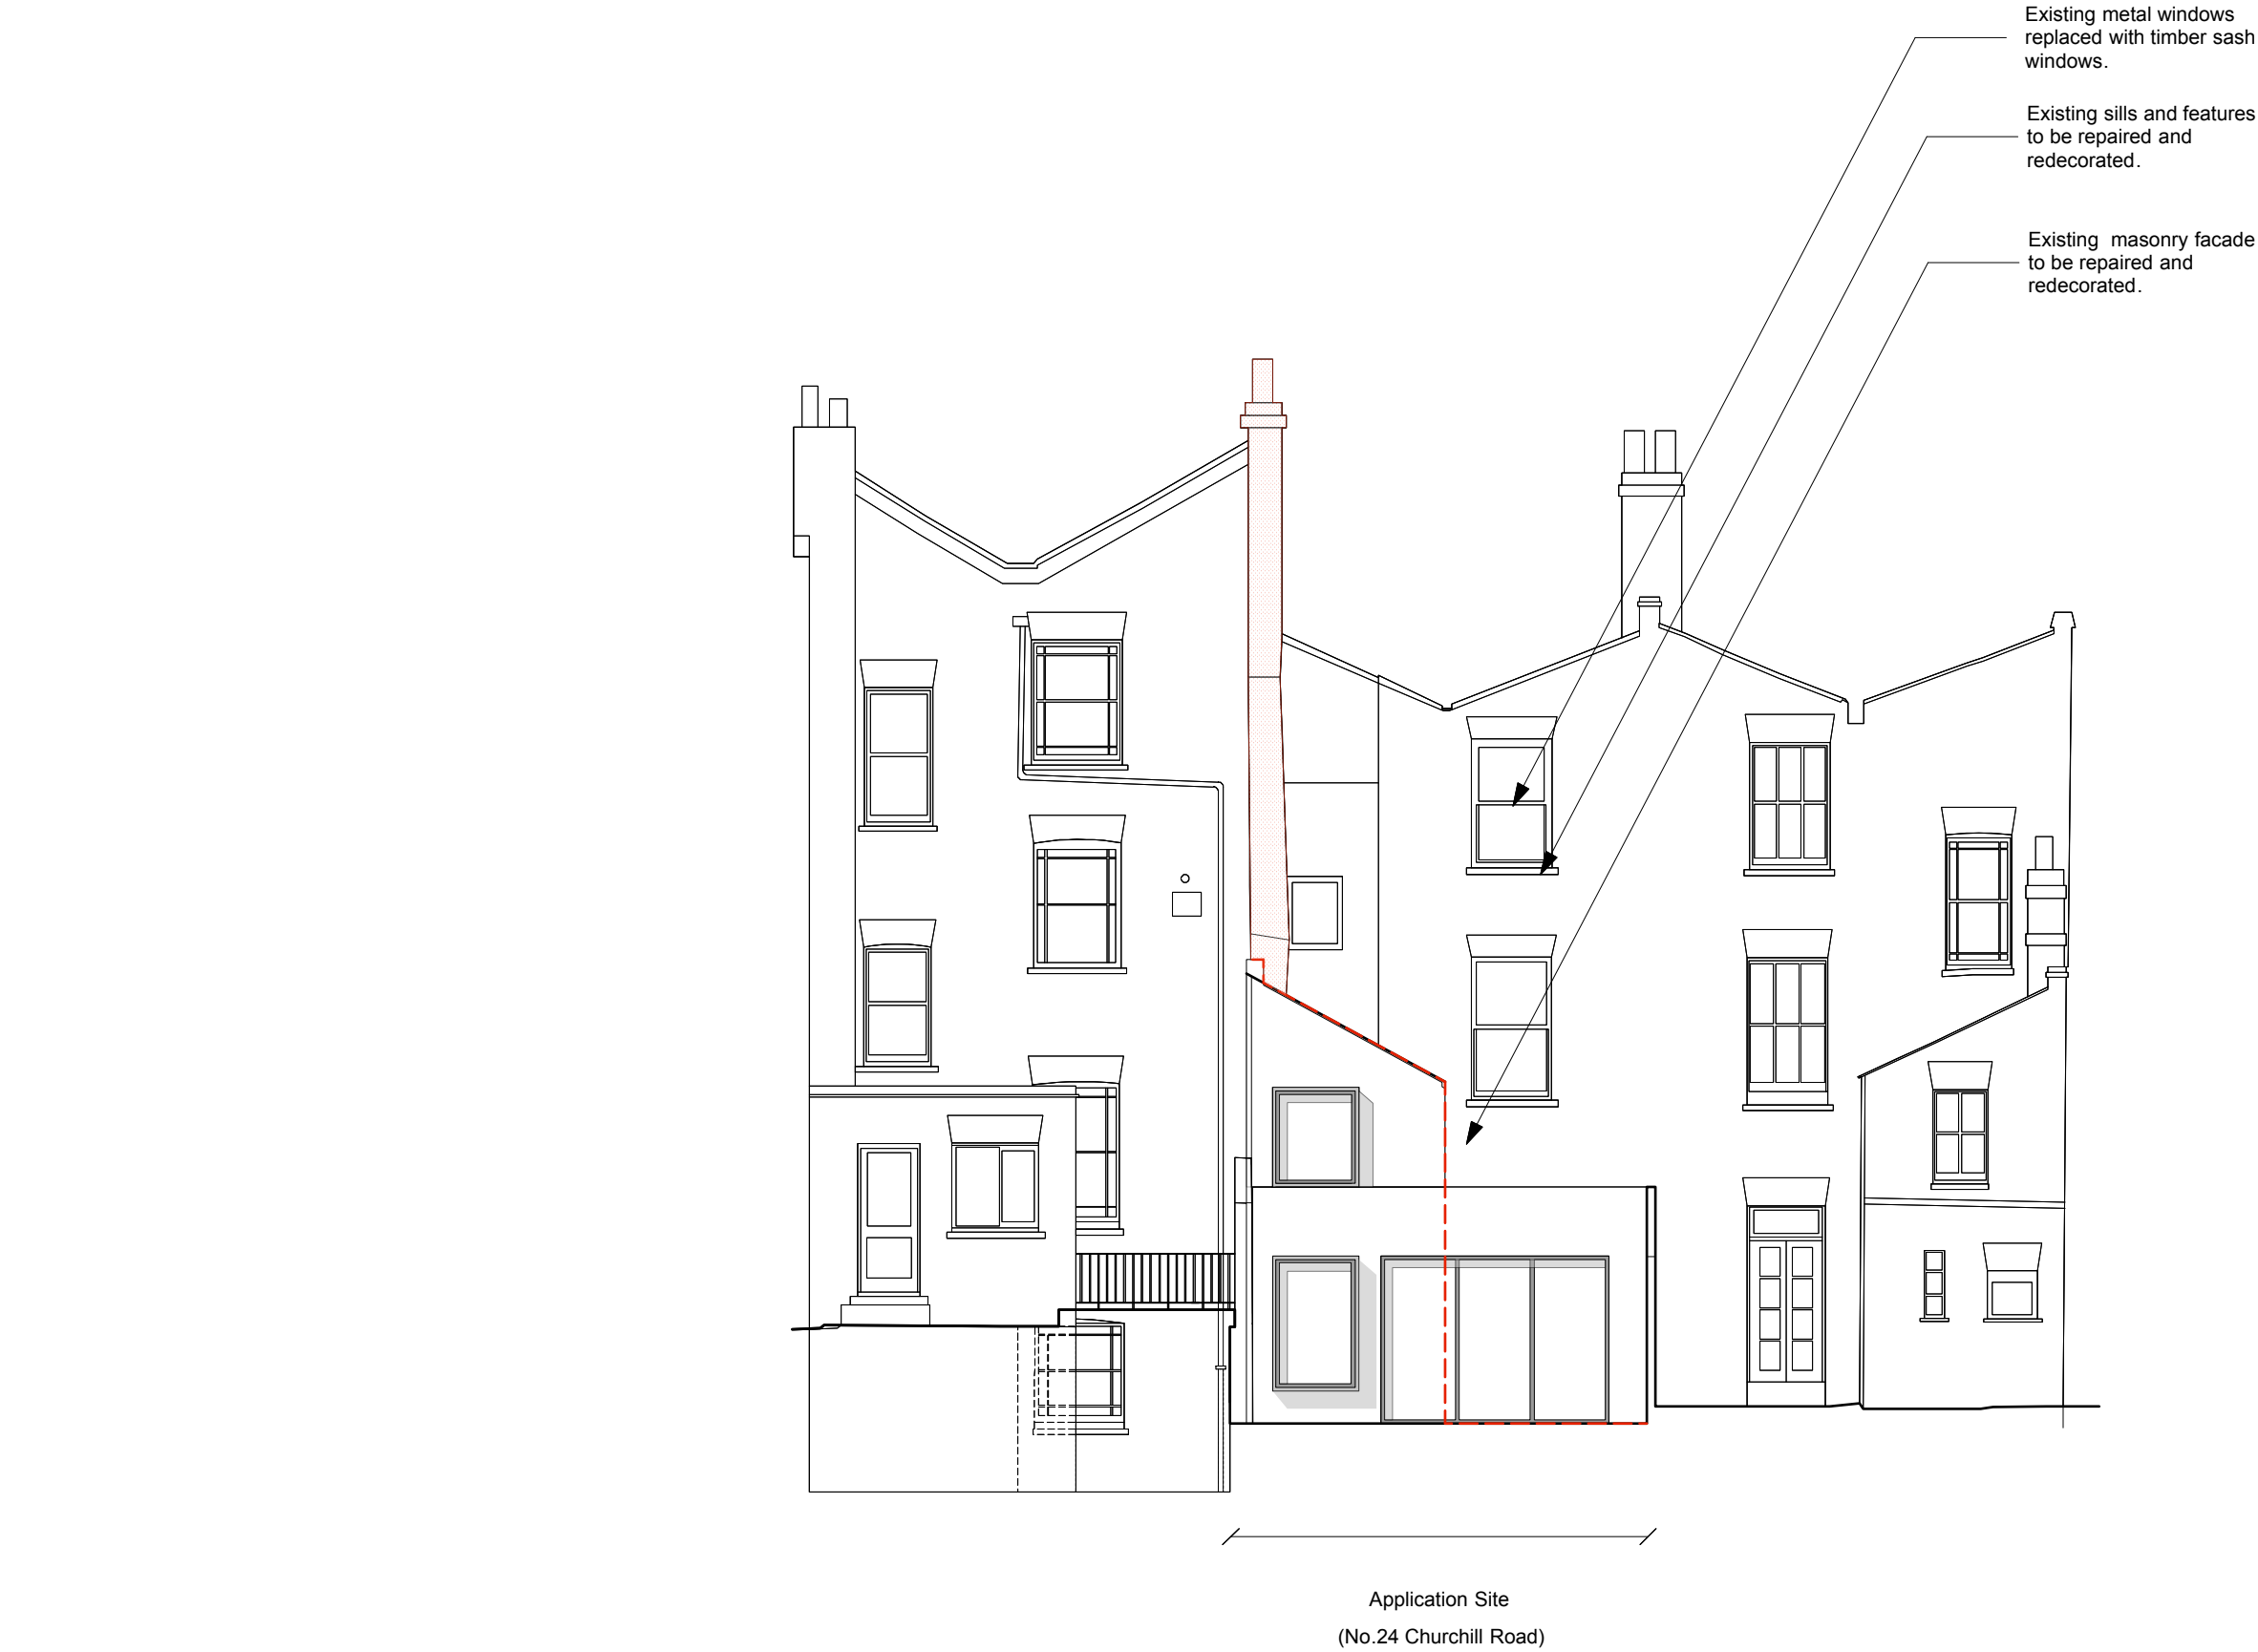 Existing metal windows
replaced with timber sash
windows.
Existing sills and features
to be repaired and
redecorated.
Existing masonry facade
to be repaired and
redecorated.
Application Site
(No.24 Churchill Road)